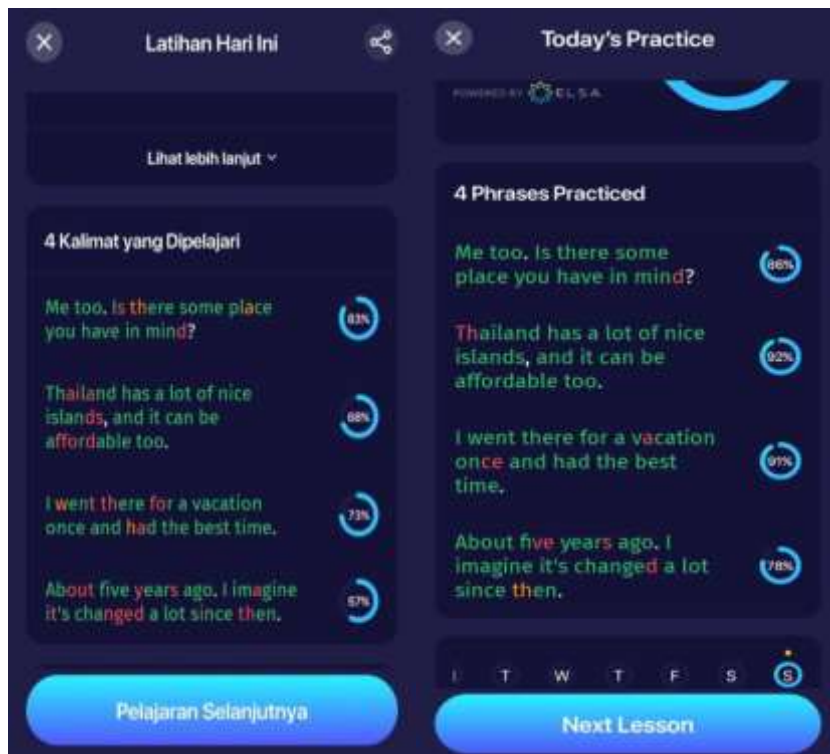 Latihan Hari Ini
Lihat lebih lanjut
4 Kalimat yang Dipelajari
Me too. Is there some place
you have in mind?
83%
Thailand has a lot of nice
islands, and it can be
affordable too.
68%
I went there for a vacation
once and had the best time.
73%
About five years ago. I imagine
it's changed a lot since then.
67%
Pelajaran Selanjutnya
Today's Practice
POWERED BY ELSA
4 Phrases Practiced
Me too. Is there some
place you have in mind?
86%
Thailand has a lot of nice
islands, and it can be
affordable too.
92%
I went there for a vacation
once and had the best
time.
91%
About five years ago. I
imagine it's changed a lot
since then.
78%
T W T F S S
Next Lesson